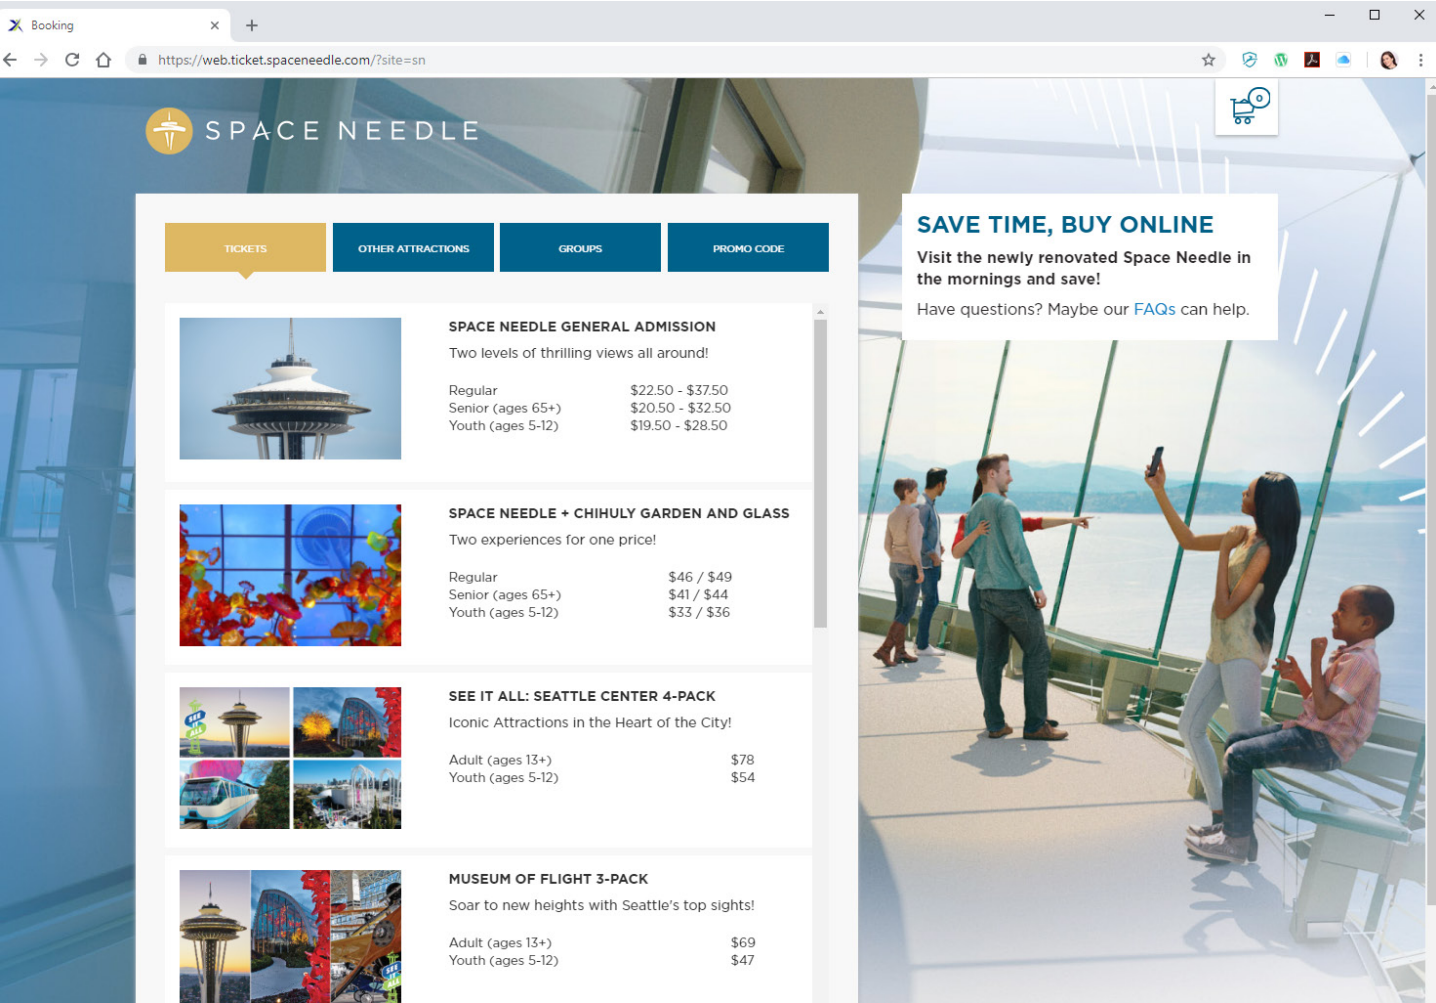 Booking
https://web.ticket.spaceneedle.com/?site=sn
SPACE NEEDLE
0
TICKETS
OTHER ATTRACTIONS
GROUPS
PROMO CODE
SPACE NEEDLE GENERAL ADMISSION
Two levels of thrilling views all around!
Regular $22.50 - $37.50
Senior (ages 65+) $20.50 - $32.50
Youth (ages 5-12) $19.50 - $28.50
SPACE NEEDLE + CHIHULY GARDEN AND GLASS
Two experiences for one price!
Regular $46 / $49
Senior (ages 65+) $41 / $44
Youth (ages 5-12) $33 / $36
SEE IT ALL
SEE IT ALL: SEATTLE CENTER 4-PACK
Iconic Attractions in the Heart of the City!
Adult (ages 13+) $78
Youth (ages 5-12) $54
MUSEUM OF FLIGHT 3-PACK
Soar to new heights with Seattle's top sights!
Adult (ages 13+) $69
Youth (ages 5-12) $47
SEE IT ALL
SAVE TIME, BUY ONLINE
Visit the newly renovated Space Needle in
the mornings and save!
Have questions? Maybe our FAQs can help.